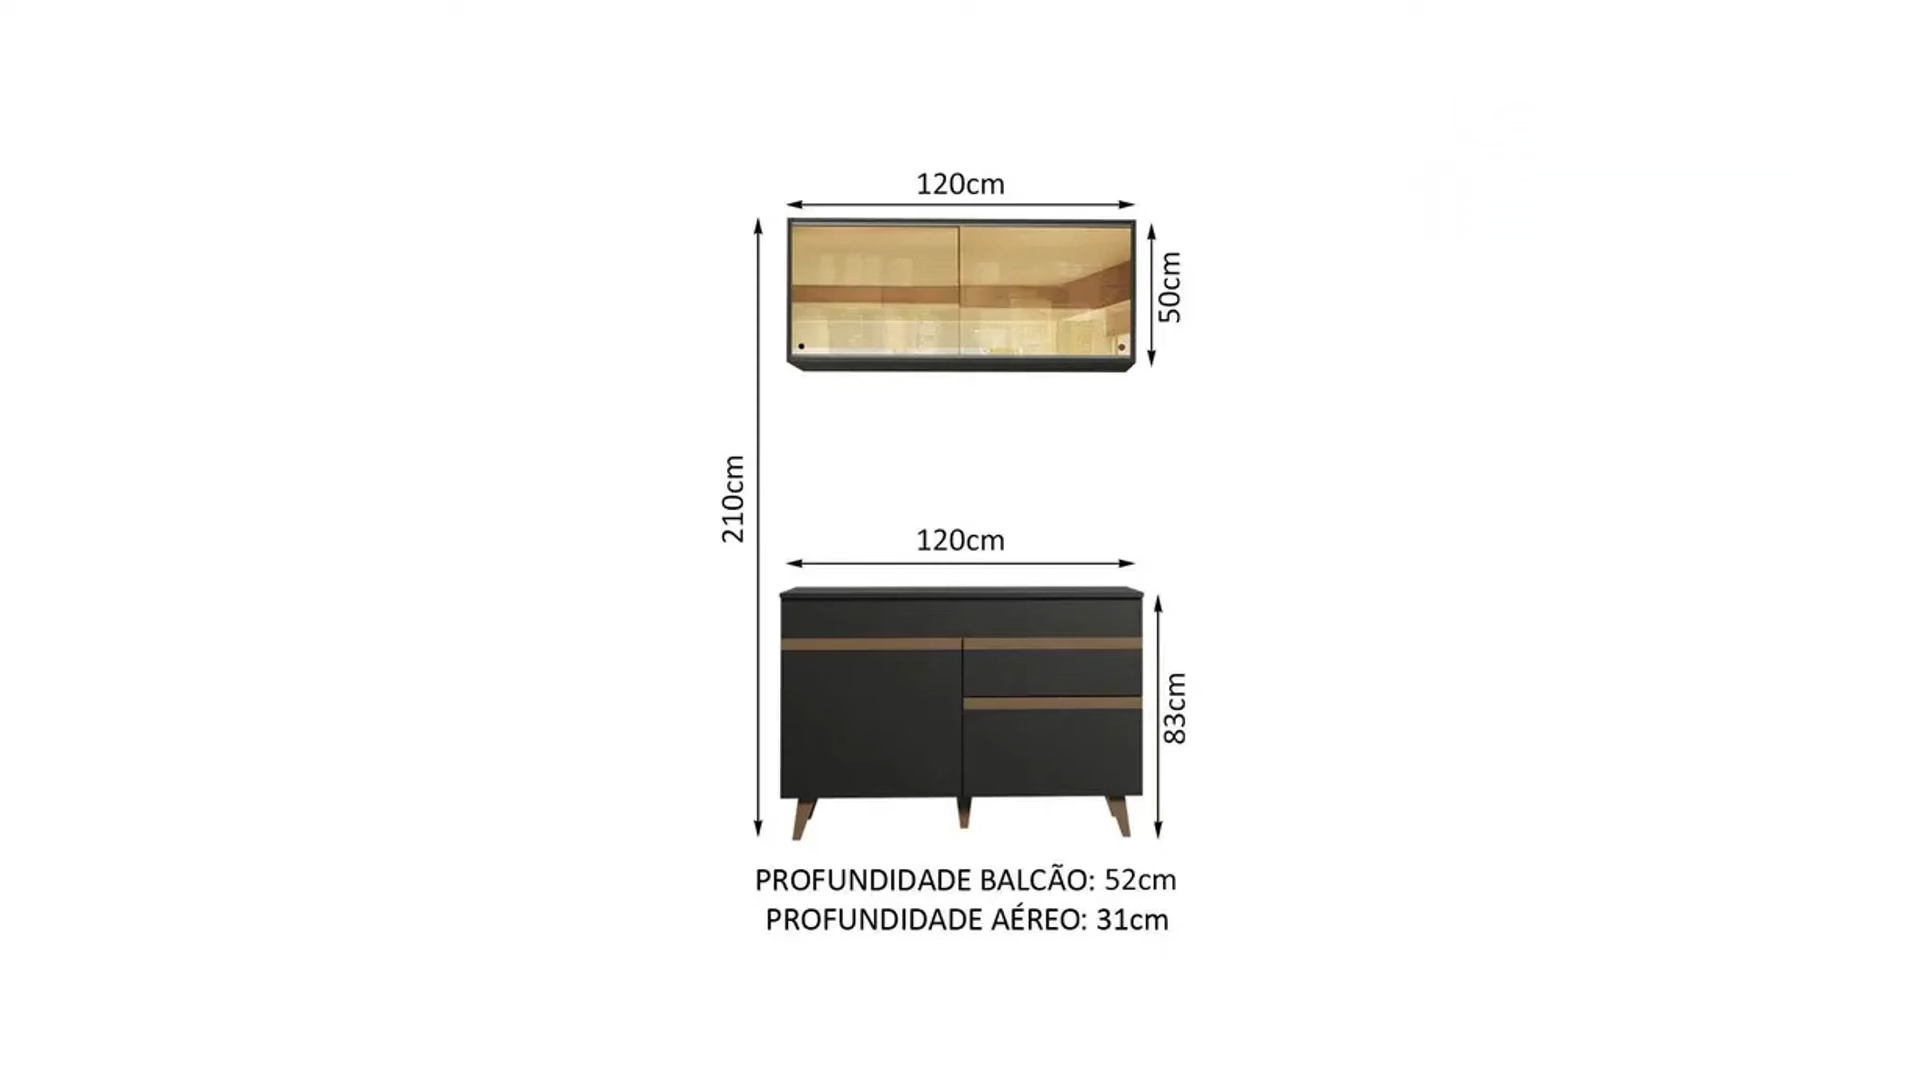 120cm
50cm
210cm
120cm
83cm
PROFUNDIDADE BALCÃO: 52cm
PROFUNDIDADE AÉREO: 31cm